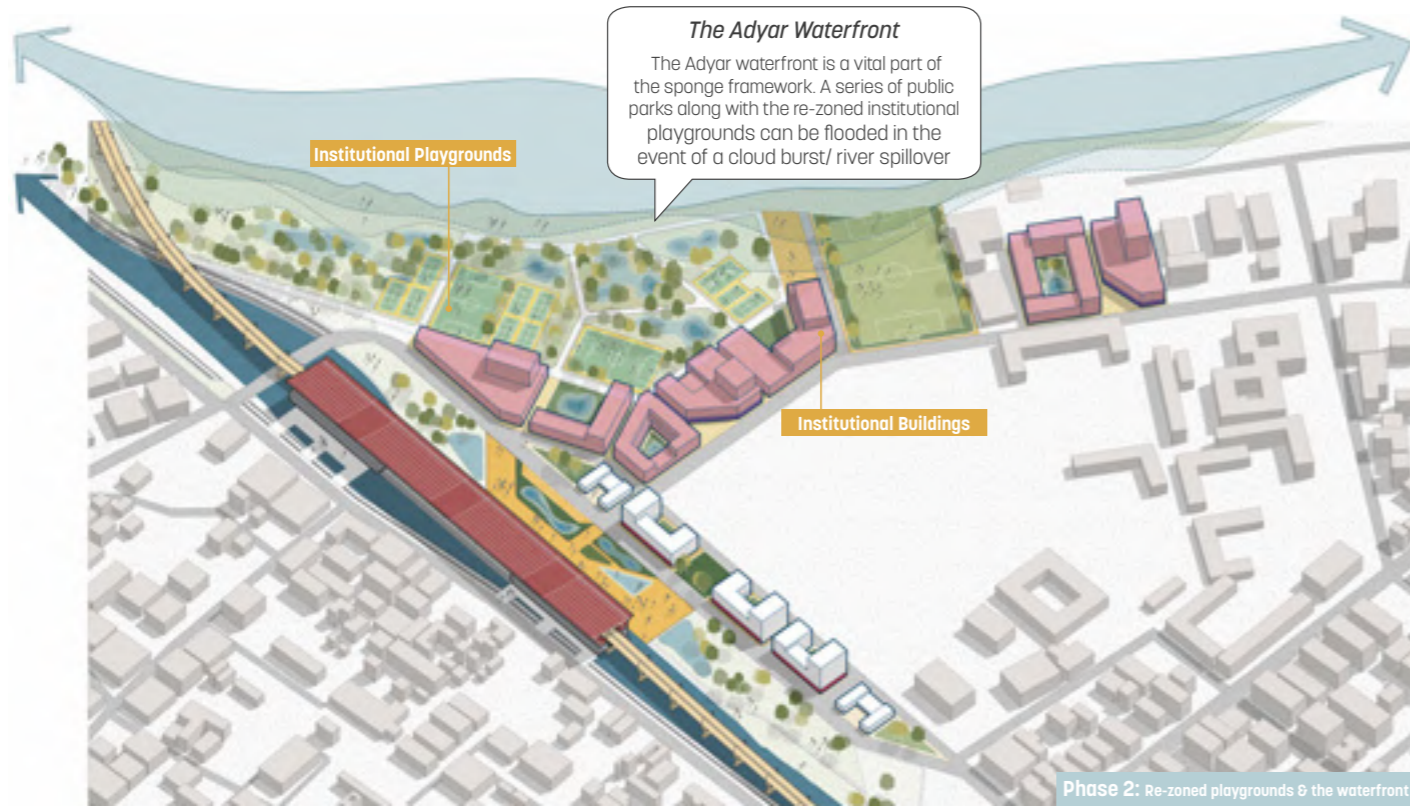 The Adyar Waterfront
The Adyar waterfront is a vital part of
the sponge framework. A series of public
parks along with the re-zoned institutional
playgrounds can be flooded in the
event of a cloud burst/ river spillover
Institutional Playgrounds
Institutional Buildings
Phase 2: Re-zoned playgrounds & the waterfront